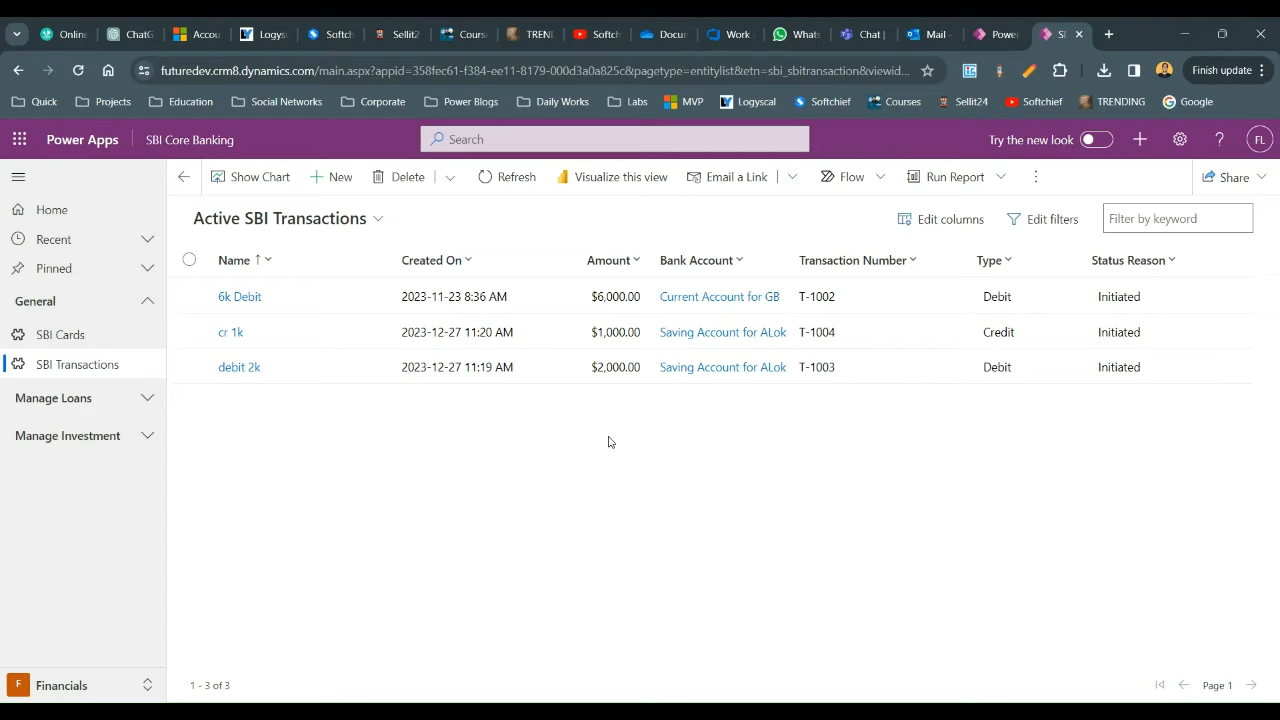 Online
ChatG
Accou
Logys
Softch
Sellit2
Cours
TREN
Softch
Docur
Work
Whats
Chat |
Mail -
Power
futuredev.crm8.dynamics.com/main.aspx?appid=358fec61-f384-ee11-8179-000d3a0a825c&pagetype=entitylist&etn=sbi_sbitransaction&viewid...
Finish update
Quick
Projects
Education
Social Networks
Corporate
Power Blogs
Daily Works
Labs
MVP
Logyscal
Softchief
Courses
Sellit24
Softchief
TRENDING
Google
Power Apps
SBI Core Banking
Search
Try the new look
FL
Show Chart
New
Delete
Refresh
Visualize this view
Email a Link
Flow
Run Report
Share
Home
Recent
Pinned
General
SBI Cards
SBI Transactions
Manage Loans
Manage Investment
F Financials
Active SBI Transactions
Edit columns
Edit filters
Filter by keyword
Name Created On Amount Bank Account Transaction Number Type Status Reason
6k Debit 2023-11-23 8:36 AM $6,000.00 Current Account for GB T-1002 Debit Initiated
cr 1k 2023-12-27 11:20 AM $1,000.00 Saving Account for ALok T-1004 Credit Initiated
debit 2k 2023-12-27 11:19 AM $2,000.00 Saving Account for ALok T-1003 Debit Initiated
1 - 3 of 3
Page 1